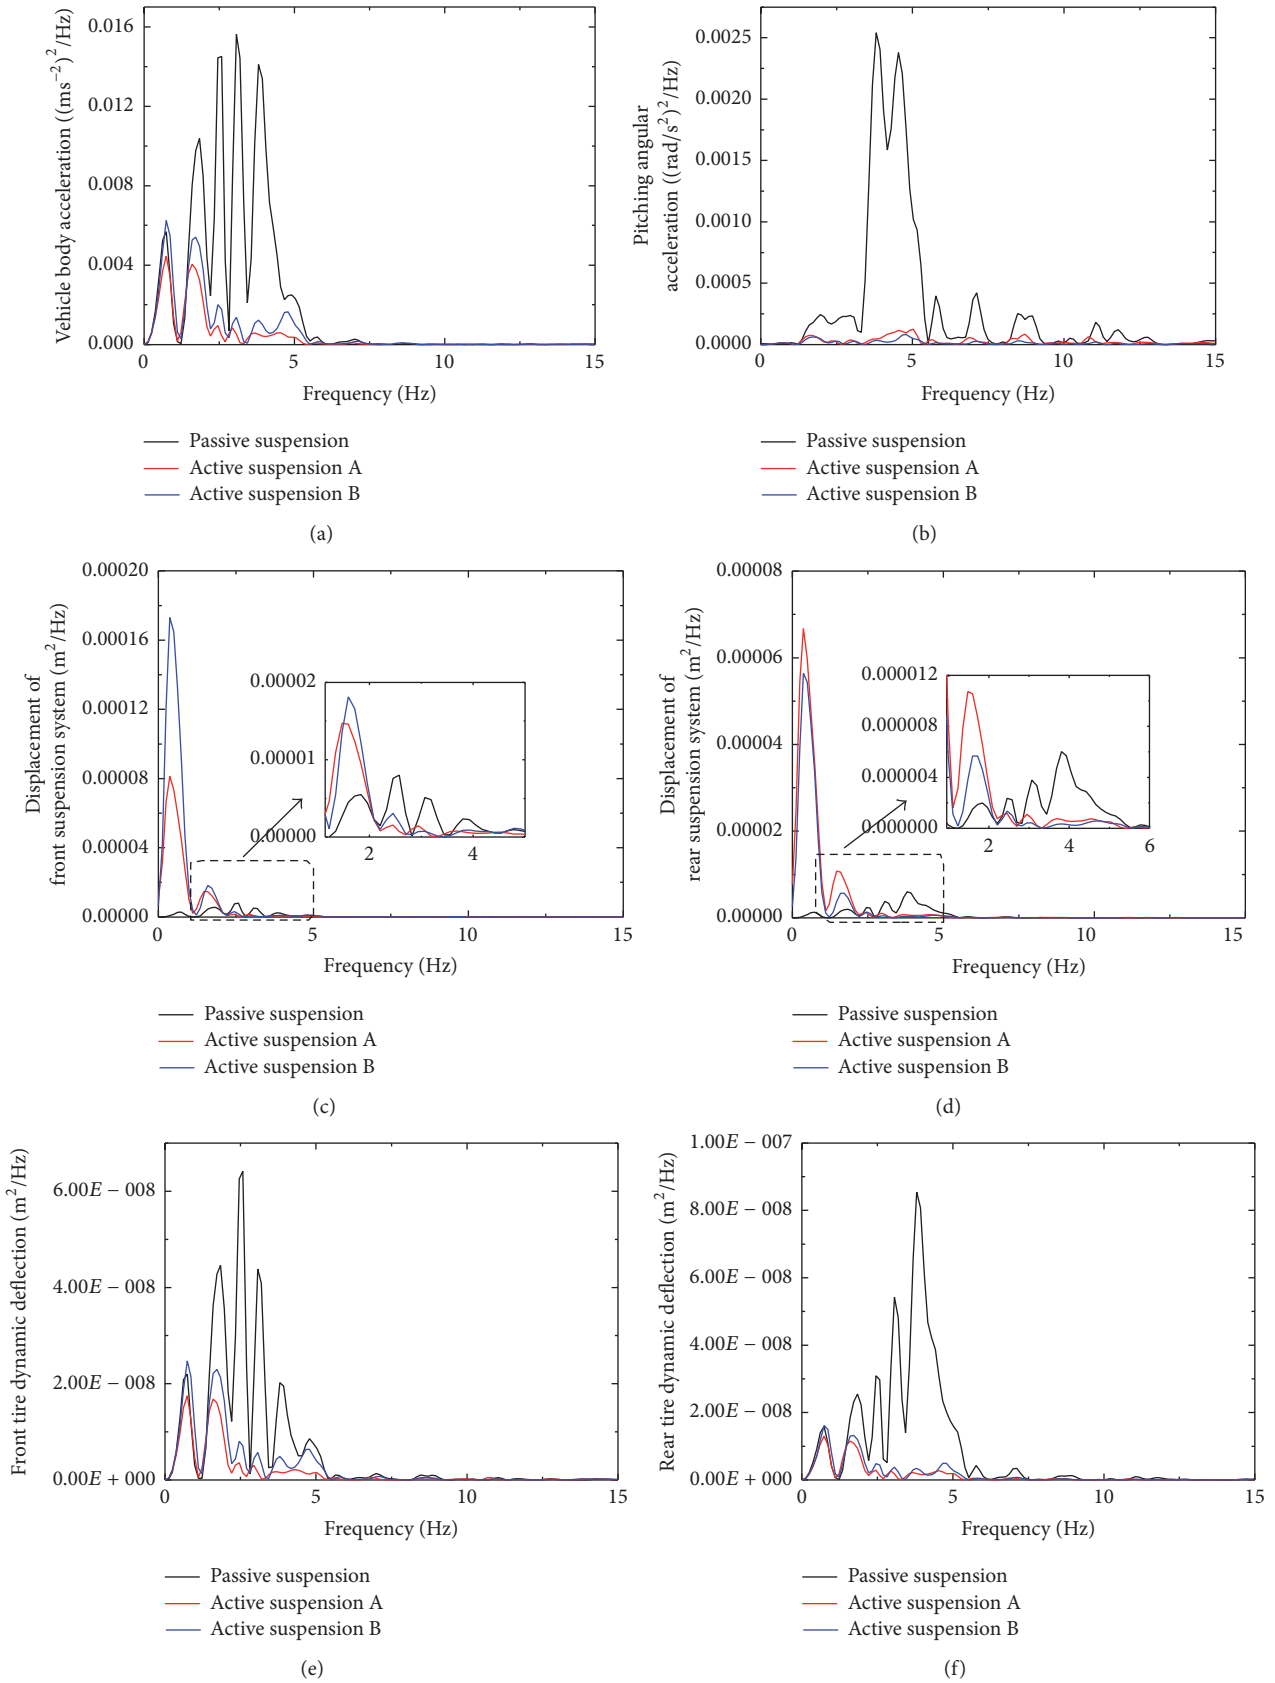 Vehicle body acceleration ((ms⁻²)²/Hz)
0.016
0.012
0.008
0.004
0.000
0 5 10 15
Frequency (Hz)
Passive suspension
Active suspension A
Active suspension B
(a)
Pitching angular
acceleration ((rad/s²)²/Hz)
0.0025
0.0020
0.0015
0.0010
0.0005
0.0000
0 5 10 15
Frequency (Hz)
Passive suspension
Active suspension A
Active suspension B
(b)
Displacement of
front suspension system (m²/Hz)
0.00020
0.00016
0.00012
0.00008
0.00004
0.00000
0 5 10 15
0.00002
0.00001
0.00000
2 4
Frequency (Hz)
Passive suspension
Active suspension A
Active suspension B
(c)
Displacement of
rear suspension system (m²/Hz)
0.00008
0.00006
0.00004
0.00002
0.00000
0 5 10 15
0.000012
0.000008
0.000004
0.000000
2 4 6
Frequency (Hz)
Passive suspension
Active suspension A
Active suspension B
(d)
Front tire dynamic deflection (m²/Hz)
6.00E − 008
4.00E − 008
2.00E − 008
0.00E + 000
0 5 10 15
Frequency (Hz)
Passive suspension
Active suspension A
Active suspension B
(e)
Rear tire dynamic deflection (m²/Hz)
1.00E − 007
8.00E − 008
6.00E − 008
4.00E − 008
2.00E − 008
0.00E + 000
0 5 10 15
Frequency (Hz)
Passive suspension
Active suspension A
Active suspension B
(f)